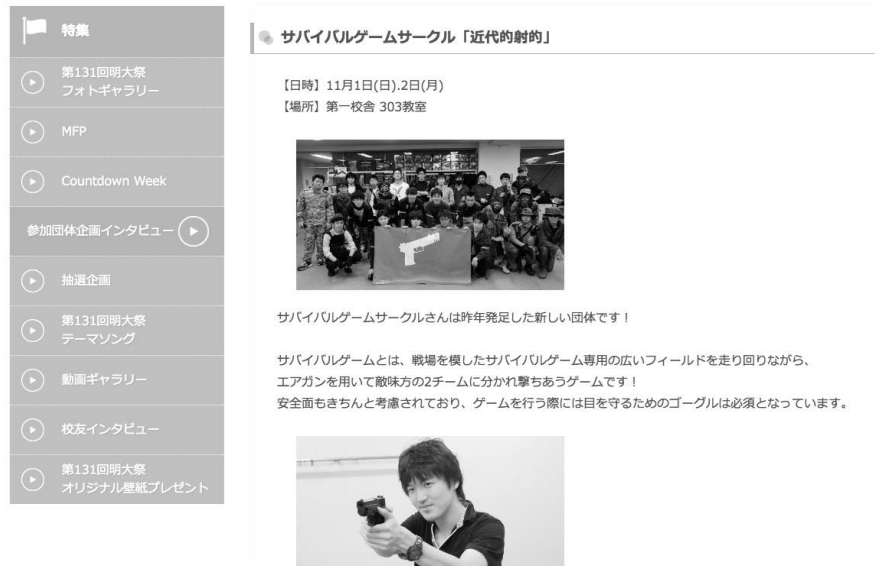 特集
第131回明大祭
フォトギャラリー
MFP
Countdown Week
参加団体企画インタビュー
抽選企画
第131回明大祭
テーマソング
動画ギャラリー
校友インタビュー
第131回明大祭
オリジナル壁紙プレゼント
サバイバルゲームサークル「近代的射的」
【日時】11月1日(日).2日(月)
【場所】第一校舎 303教室
サバイバルゲームサークルさんは昨年発足した新しい団体です！
サバイバルゲームとは、戦場を模したサバイバルゲーム専用の広いフィールドを走り回りながら、
エアガンを用いて敵味方の2チームに分かれ撃ちあうゲームです！
安全面もきちんと考慮されており、ゲームを行う際には目を守るためのゴーグルは必須となっています。